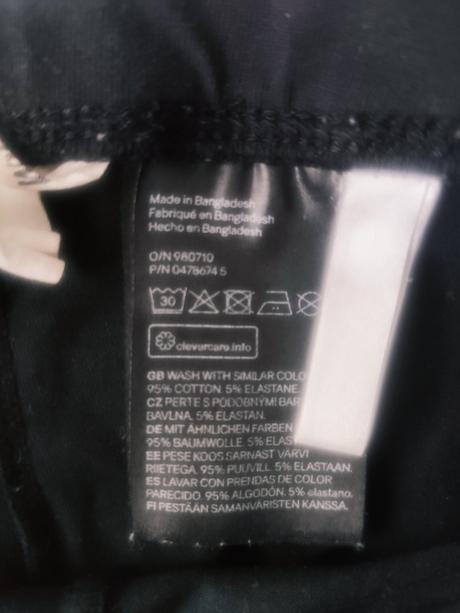 Made in Bangladesh
Fabriqué en Bangladesh
Hecho en Bangladesh
O/N 980710
P/N 0478674 5
30
clevercare.info
GB WASH WITH SIMILAR
95% COTTON. 5% ELASTANE.
CZ PERTE S PODOBNÝMI
BAVLNA. 5% ELASTAN.
DE MIT ÄHNLICHEN FARBEN
95% BAUMWOLLE. 5%
EE PESE KOOS SARNAST VÄRVI
RIIETEGA. 95% PUUVILL. 5% ELASTAAN.
ES LAVAR CON PRENDAS DE COLOR
PARECIDO. 95% ALGODÓN. 5% elastano.
FI PESTÄÄN SAMANVÄRISTEN KANSSA.